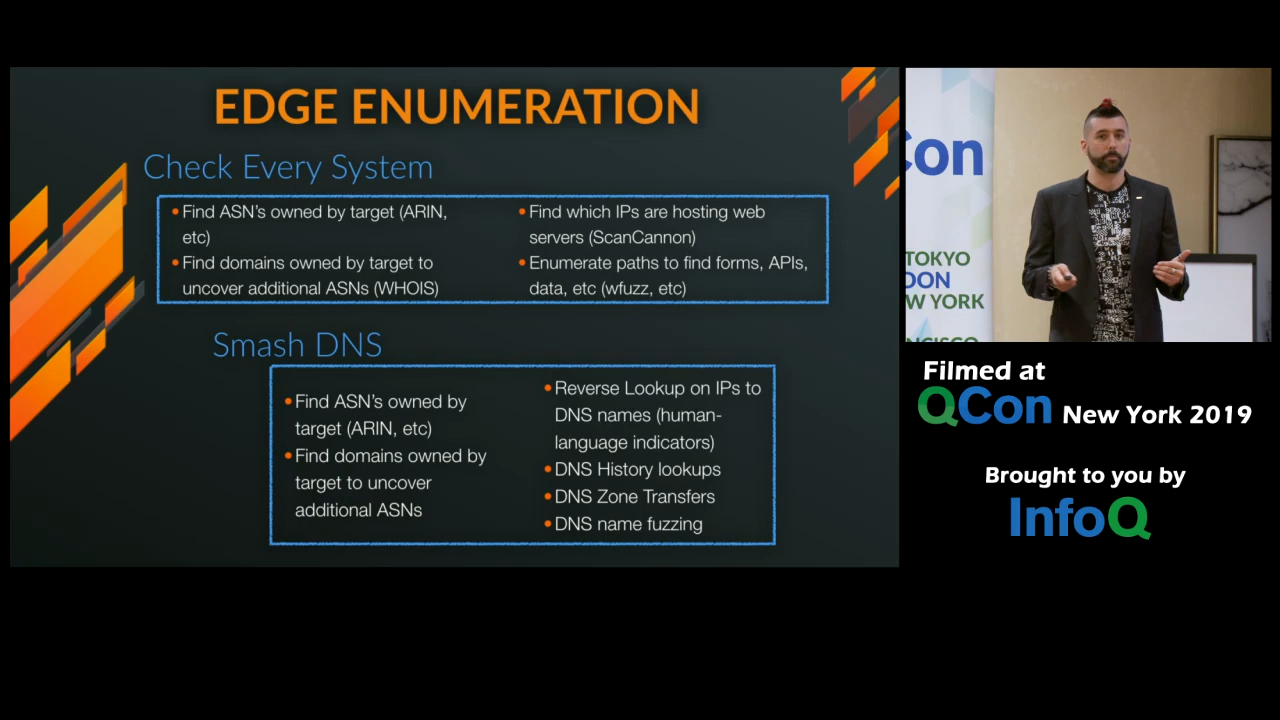 EDGE ENUMERATION
Check Every System
•Find ASN's owned by target (ARIN,
etc)
•Find domains owned by target to
uncover additional ASNs (WHOIS)
•Find which IPs are hosting web
servers (ScanCannon)
•Enumerate paths to find forms, APIs,
data, etc (wfuzz, etc)
Smash DNS
•Find ASN's owned by
target (ARIN, etc)
•Find domains owned by
target to uncover
additional ASNs
•Reverse Lookup on IPs to
DNS names (human-
language indicators)
•DNS History lookups
•DNS Zone Transfers
•DNS name fuzzing
Con
TOKYO
DON
W YORK
NCISCO
Filmed at
QCon New York 2019
Brought to you by
InfoQ